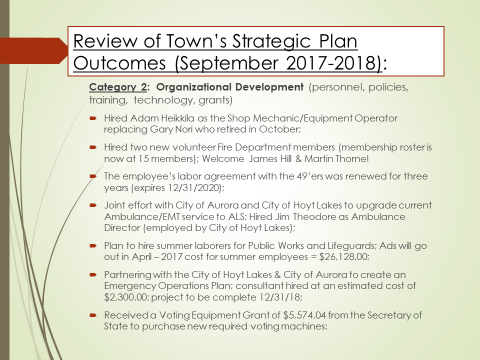 Review of Town's Strategic Plan
Outcomes (September 2017-2018):
Category 2: Organizational Development (personnel, policies,
training, technology, grants)
Hired Adam Heikkila as the Shop Mechanic/Equipment Operator
replacing Gary Nori who retired in October;
Hired two new volunteer Fire Department members (membership roster is
now at 15 members); Welcome James Hill & Martin Thorne!
The employee's labor agreement with the 49'ers was renewed for three
years (expires 12/31/2020);
Joint effort with City of Aurora and City of Hoyt Lakes to upgrade current
Ambulance/EMT service to ALS; Hired Jim Theodore as Ambulance
Director (employed by City of Hoyt Lakes);
Plan to hire summer laborers for Public Works and Lifeguards; Ads will go
out in April – 2017 cost for summer employees = $26,128.00;
Partnering with the City of Hoyt Lakes & City of Aurora to create an
Emergency Operations Plan; consultant hired at an estimated cost of
$2,300.00; project to be complete 12/31/18;
Received a Voting Equipment Grant of $5,574.04 from the Secretary of
State to purchase new required voting machines;